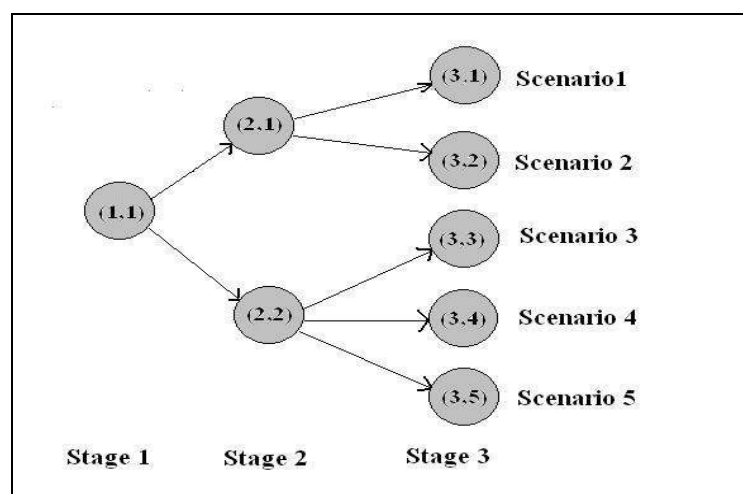 (3,1) Scenario1
(2,1)
(3,2) Scenario 2
(1,1)
(3,3) Scenario 3
(2,2)
(3,4) Scenario 4
(3,5) Scenario 5
Stage 1 Stage 2 Stage 3